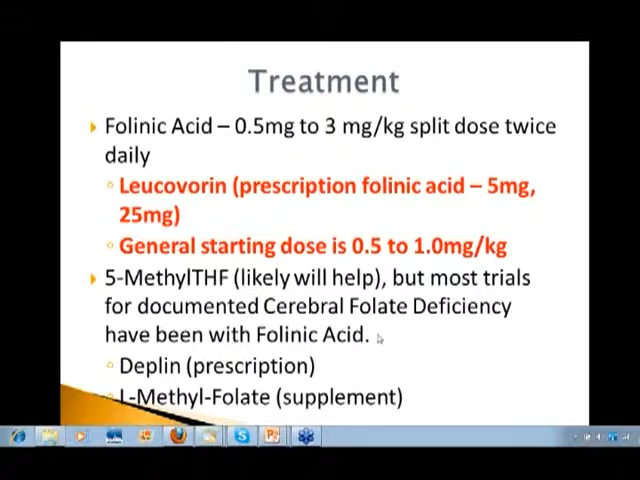 Treatment
Folinic Acid – 0.5mg to 3 mg/kg split dose twice
daily
Leucovorin (prescription folinic acid – 5mg,
25mg)
General starting dose is 0.5 to 1.0mg/kg
5-MethylTHF (likely will help), but most trials
for documented Cerebral Folate Deficiency
have been with Folinic Acid.
Deplin (prescription)
L-Methyl-Folate (supplement)